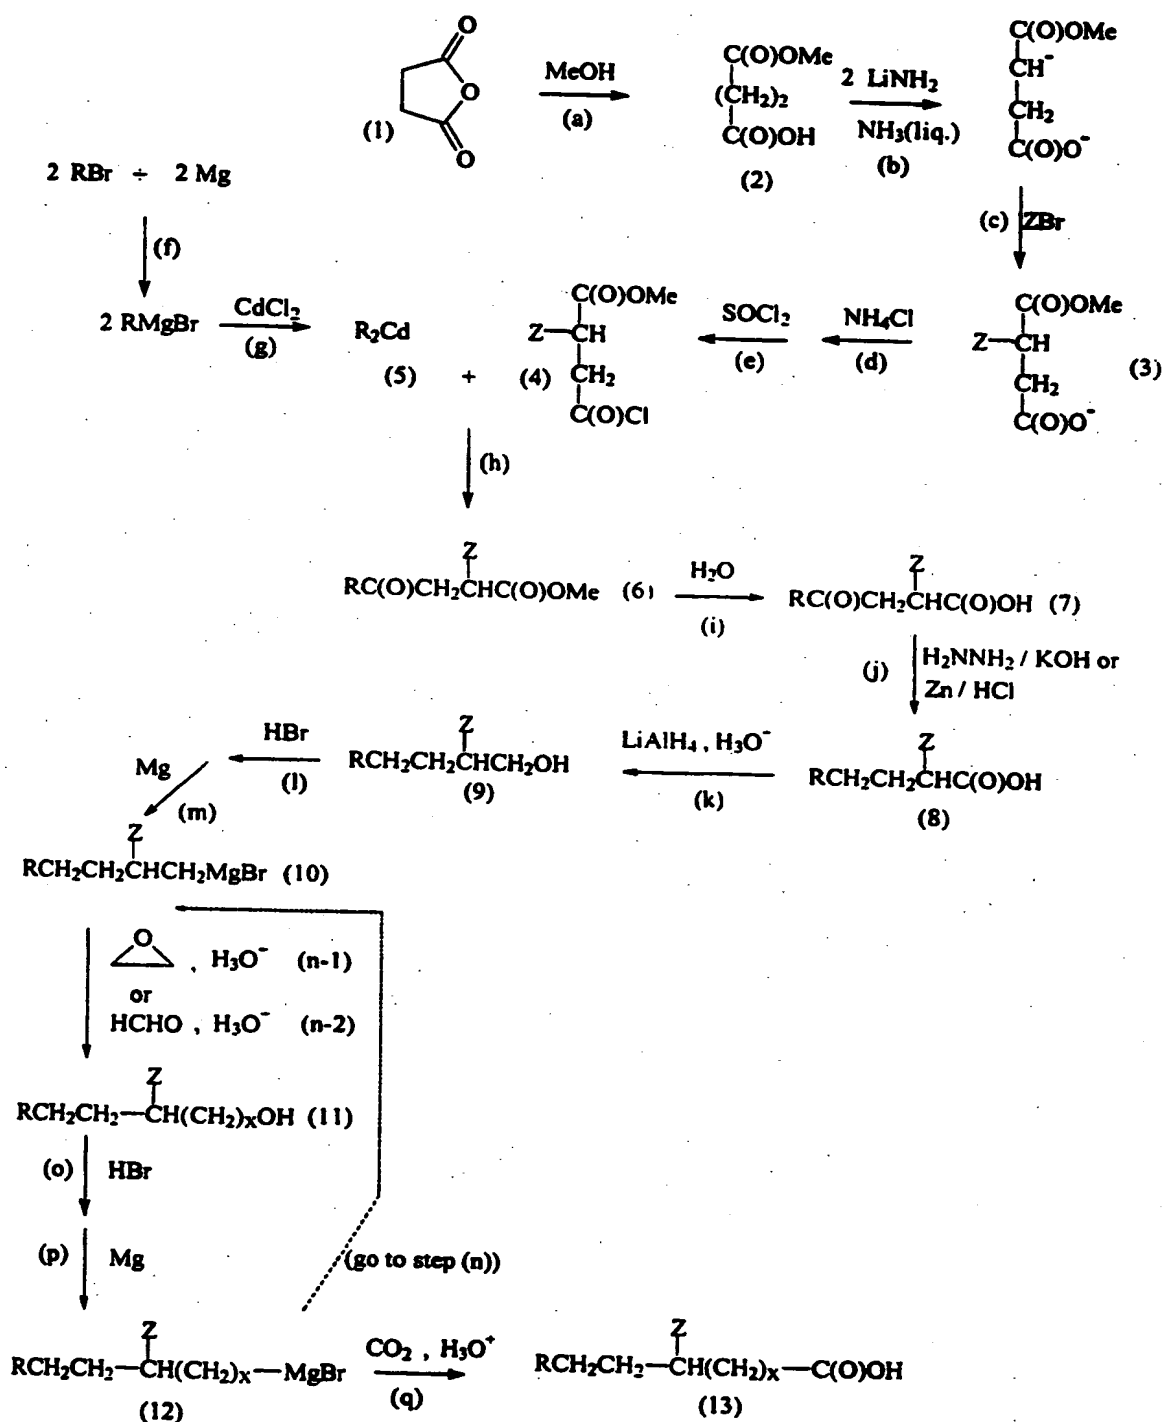 O
O
O
(1)
MeOH
(a)
C(O)OMe
(CH₂)₂
C(O)OH
(2)
2 LiNH₂
NH₃(liq.)
(b)
C(O)OMe
CH⁻
CH₂
C(O)O⁻
2 RBr + 2 Mg
(f)
(c) ZBr
2 RMgBr
CdCl₂
(g)
R₂Cd
(5)
+
(4)
C(O)OMe
Z—CH
CH₂
C(O)Cl
SOCl₂
(e)
NH₄Cl
(d)
C(O)OMe
Z—CH
CH₂
C(O)O⁻
(3)
(h)
Z
RC(O)CH₂CHC(O)OMe (6)
H₂O
(i)
Z
RC(O)CH₂CHC(O)OH (7)
(j)
H₂NNH₂ / KOH or
Zn / HCl
Z
RCH₂CH₂CHC(O)OH
(8)
LiAlH₄ , H₃O⁻
(k)
Z
RCH₂CH₂CHCH₂OH
(9)
HBr
(l)
Mg
(m)
Z
RCH₂CH₂CHCH₂MgBr (10)
O
, H₃O⁻ (n-1)
or
HCHO , H₃O⁻ (n-2)
Z
RCH₂CH₂—CH(CH₂)ₓOH (11)
(o) HBr
(p) Mg
(go to step (n))
Z
RCH₂CH₂—CH(CH₂)ₓ—MgBr
(12)
CO₂ , H₃O⁺
(q)
Z
RCH₂CH₂—CH(CH₂)ₓ—C(O)OH
(13)